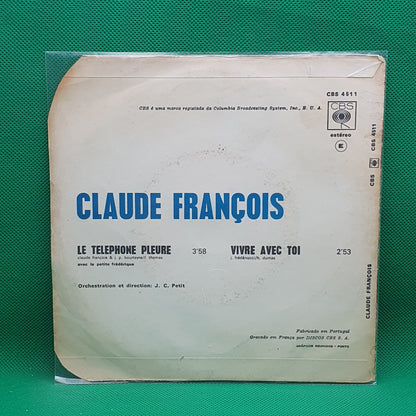 CBS 4511
CBS é uma marca registada da Columbia Broadcasting System, Inc., E. U. A.
CBS
estéreo
E
CLAUDE FRANÇOIS
LE TELEPHONE PLEURE 3'58 VIVRE AVEC TOI 2'53
claude françois & j. p. bourtayre/f. thomas
avec la petite frédérique
Orchestration et direction: J. C. Petit
Fabricado em Portugal
Gravado em França por DISCOS CBS S. A.
CBS 4511
CBS
CLAUDE FRANÇOIS